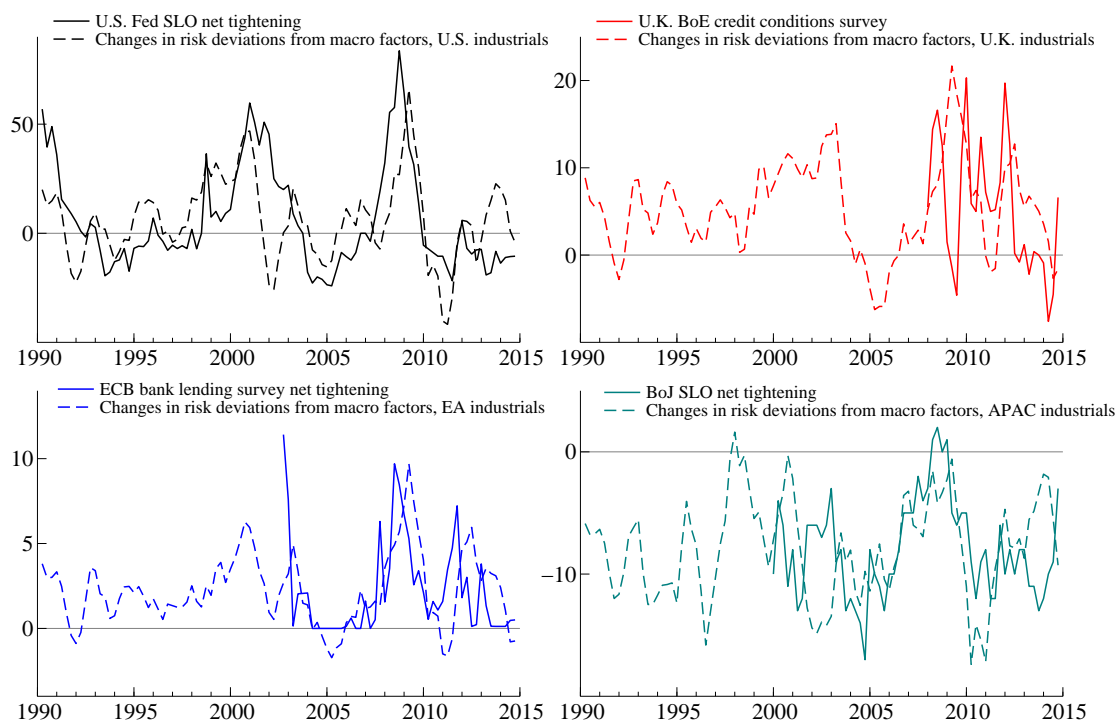 U.S. Fed SLO net tightening
Changes in risk deviations from macro factors, U.S. industrials
50
0
1990 1995 2000 2005 2010 2015
U.K. BoE credit conditions survey
Changes in risk deviations from macro factors, U.K. industrials
20
10
0
1990 1995 2000 2005 2010 2015
ECB bank lending survey net tightening
Changes in risk deviations from macro factors, EA industrials
10
5
0
1990 1995 2000 2005 2010 2015
BoJ SLO net tightening
Changes in risk deviations from macro factors, APAC industrials
0
−10
1990 1995 2000 2005 2010 2015